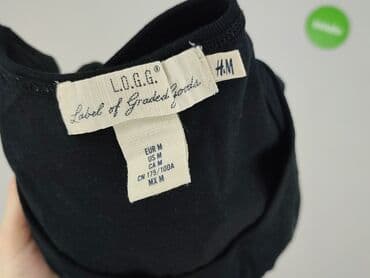 L.O.G.G.®
Label of Graded Goods
H&M
EUR M
US M
CA M
CN 175/100A
MX M